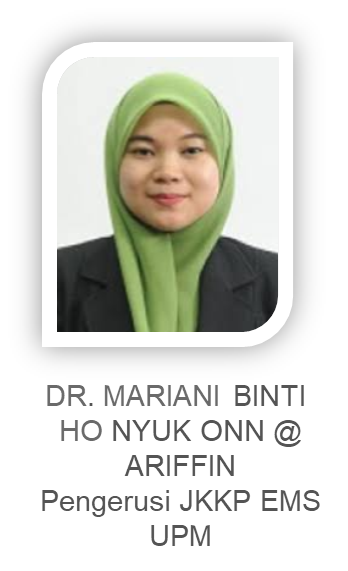 DR. MARIANI BINTI
HO NYUK ONN @
ARIFFIN
Pengerusi JKKP EMS
UPM